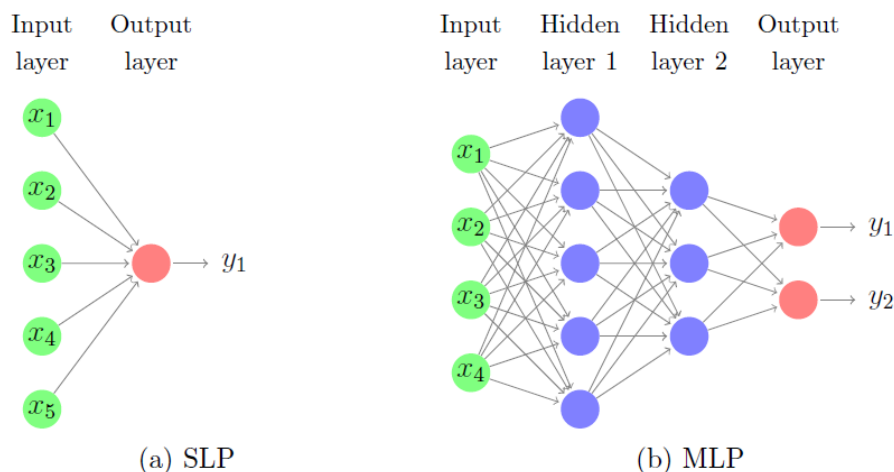 Input layer
Output layer
x₁
x₂
x₃
x₄
x₅
y₁
(a) SLP
Input layer
Hidden layer 1
Hidden layer 2
Output layer
x₁
x₂
x₃
x₄
y₁
y₂
(b) MLP